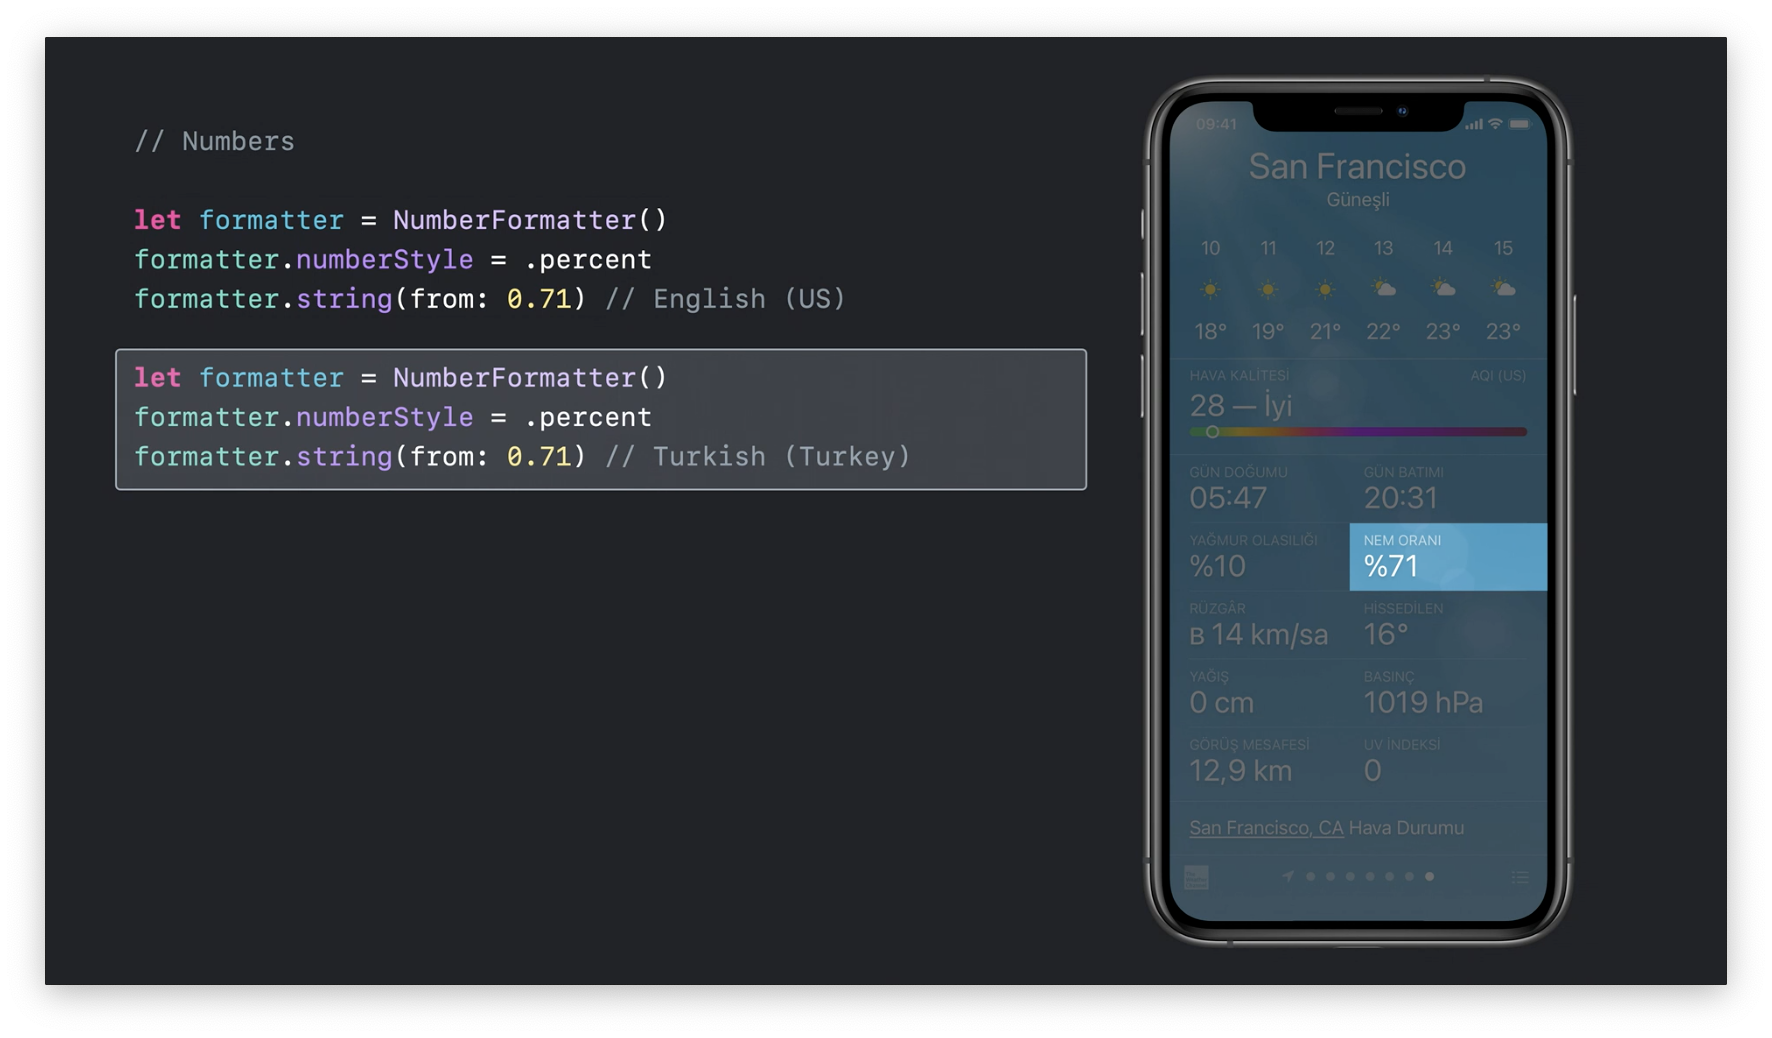 // Numbers
let formatter = NumberFormatter()
formatter.numberStyle = .percent
formatter.string(from: 0.71) // English (US)
let formatter = NumberFormatter()
formatter.numberStyle = .percent
formatter.string(from: 0.71) // Turkish (Turkey)
09:41
San Francisco
Güneşli
10 11 12 13 14 15
18° 19° 21° 22° 23° 23°
HAVA KALİTESİ AQI (US)
28 — İyi
GÜN DOĞUMU GÜN BATIMI
05:47 20:31
YAĞMUR OLASILIĞI NEM ORANI
%10 %71
RÜZGÂR HİSSEDİLEN
B 14 km/sa 16°
YAĞIŞ BASINÇ
0 cm 1019 hPa
GÖRÜŞ MESAFESİ UV İNDEKSİ
12,9 km 0
San Francisco, CA Hava Durumu